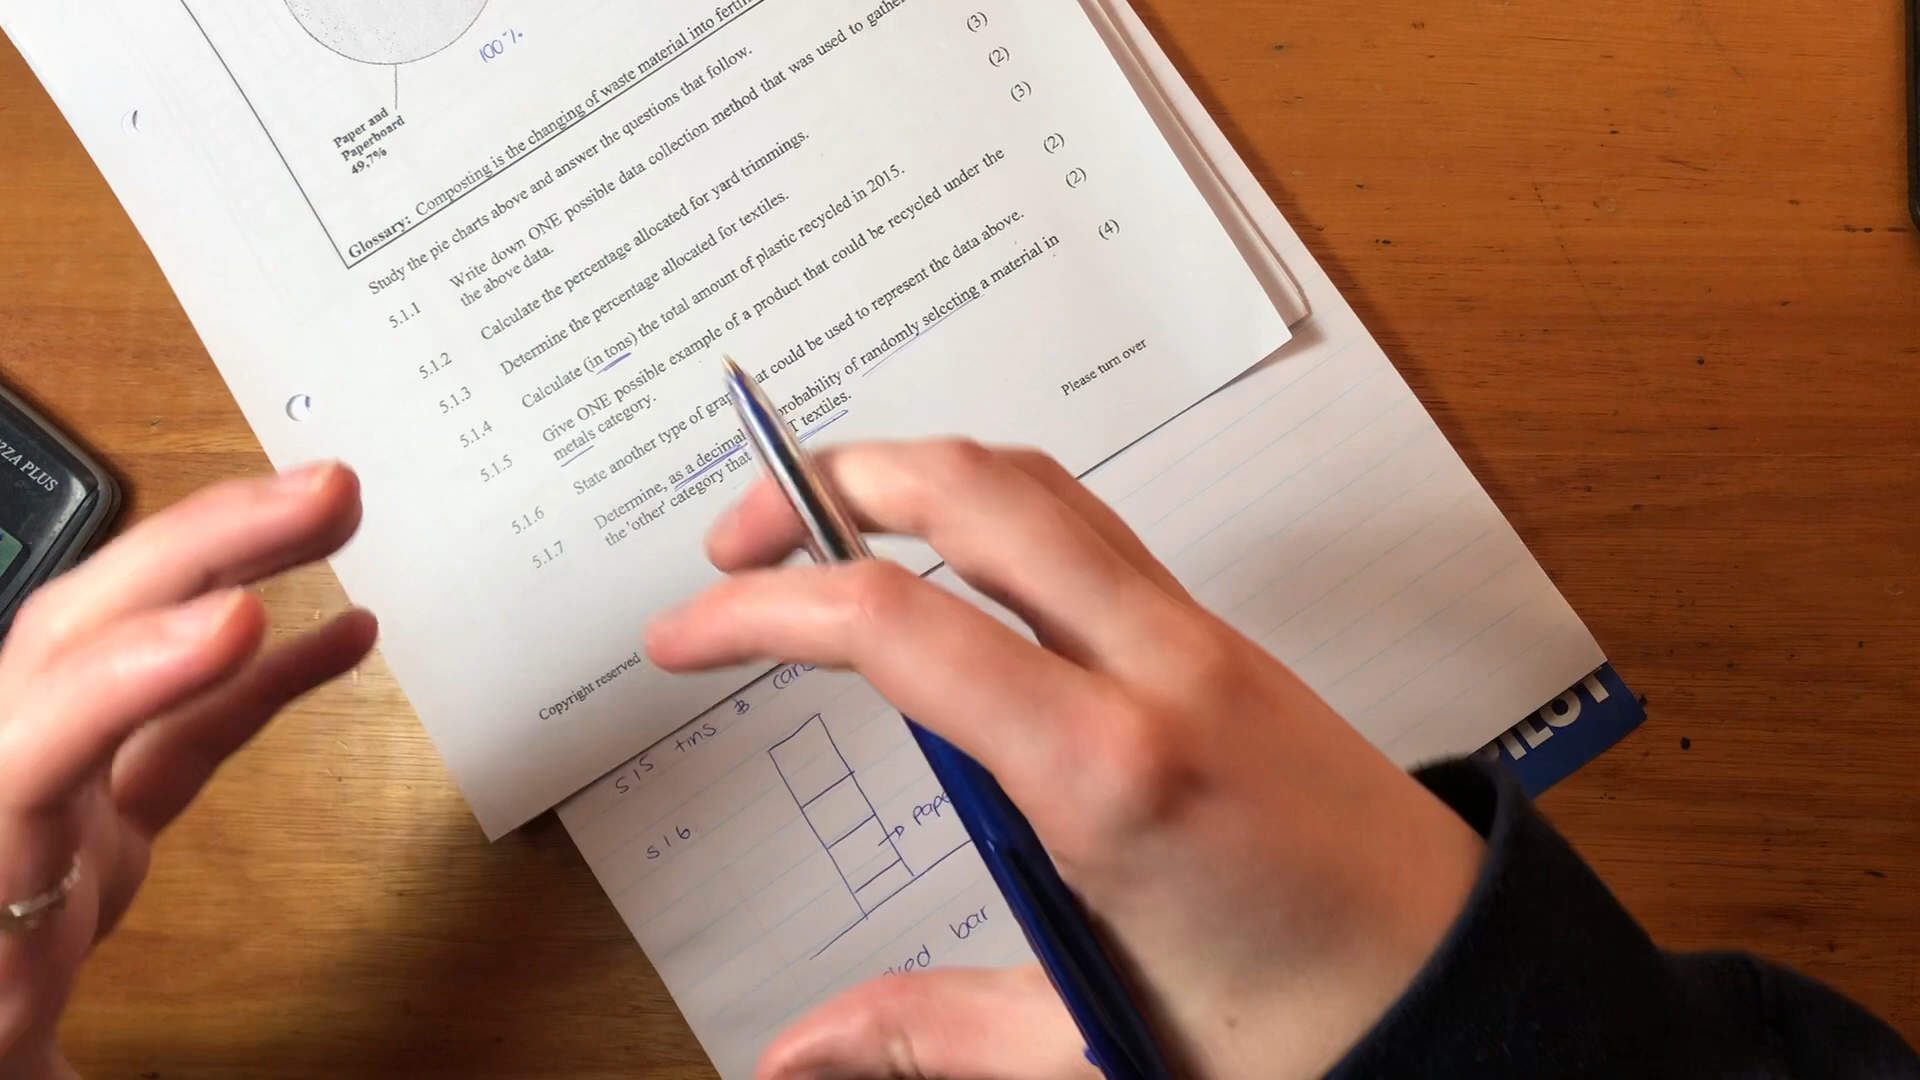 100%
Paper and
Paperboard
49,7%
Glossary: Composting is the changing of waste material into
Study the pie charts above and answer the questions that follow.
5.1.1 Write down ONE possible data collection method that was used to gather
the above data. (3)
5.1.2 Calculate the percentage allocated for yard trimmings. (2)
5.1.3 Determine the percentage allocated for textiles. (3)
5.1.4 Calculate (in tons) the total amount of plastic recycled in 2015.
5.1.5 Give ONE possible example of a product that could be recycled under the
metals category. (2)
5.1.6 State another type of could be used to represent the data above. (2)
5.1.7 Determine, as a decimal probability of randomly selecting a material in
the 'other' category that textiles. (4)
Copyright reserved Please turn over
515 tins
516
bar
PILOT
PLUS